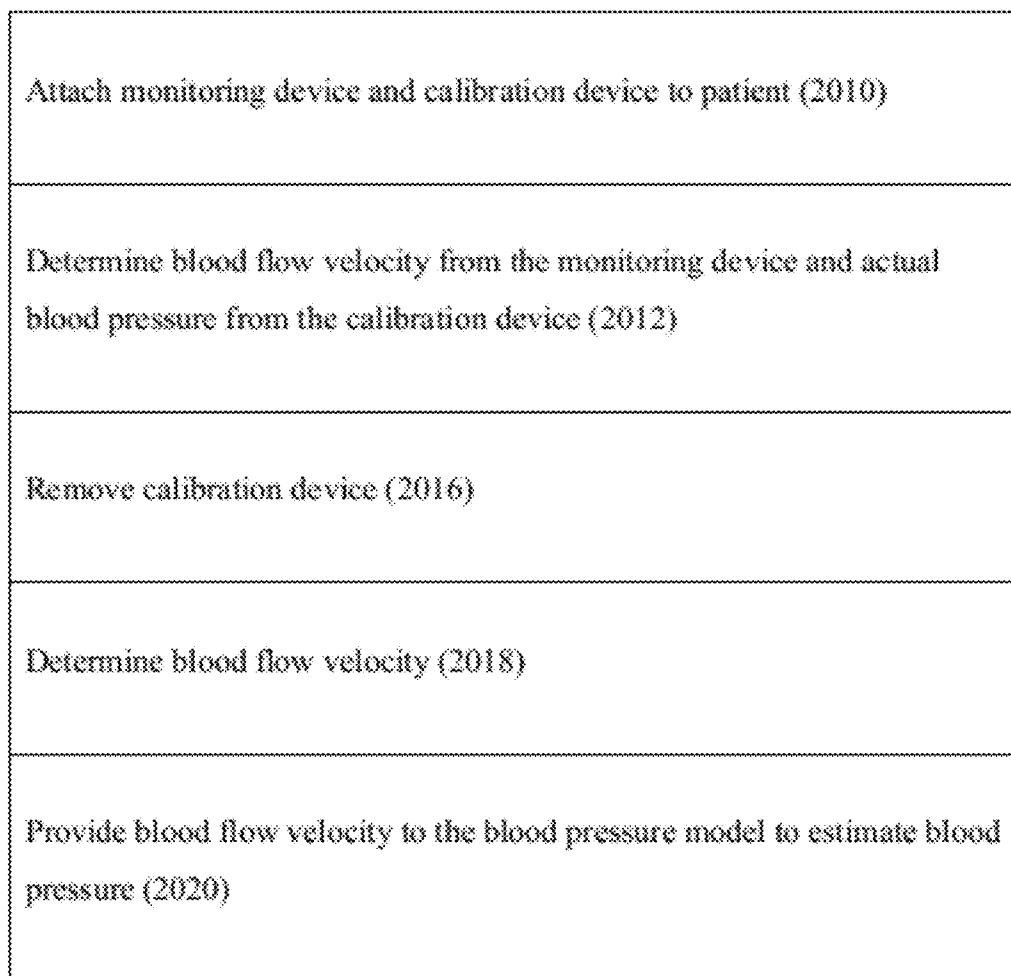 Attach monitoring device and calibration device to patient (2010)
Determine blood flow velocity from the monitoring device and actual
blood pressure from the calibration device (2012)
Remove calibration device (2016)
Determine blood flow velocity (2018)
Provide blood flow velocity to the blood pressure model to estimate blood
pressure (2020)